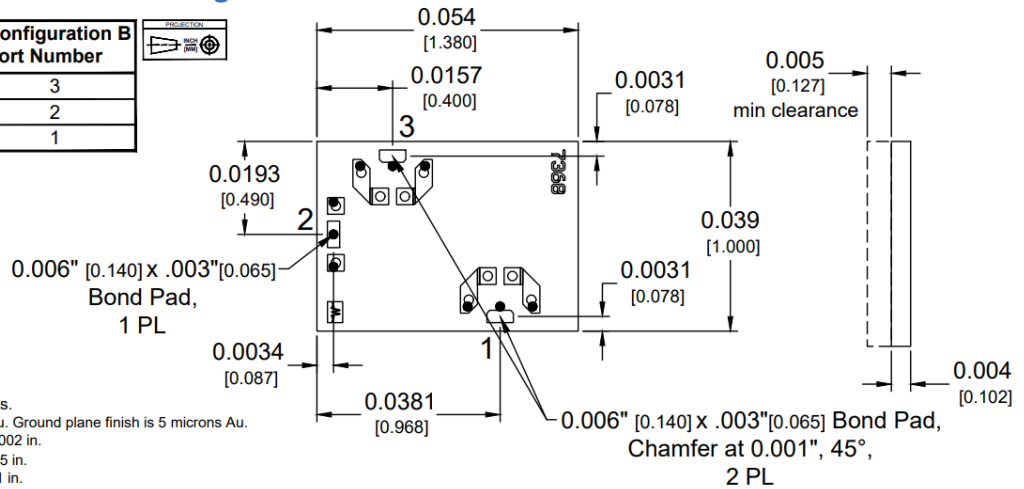 onfiguration B
ort Number
3
2
1
PROJECTION
INCH
[MM]
0.054
[1.380]
0.0157
[0.400]
0.0031
[0.078]
0.005
[0.127]
min clearance
3
7368
0.0193
[0.490]
2
0.039
[1.000]
0.006" [0.140] x .003"[0.065]
Bond Pad,
1 PL
0.0031
[0.078]
1
0.0034
[0.087]
0.004
[0.102]
0.0381
[0.968]
0.006" [0.140] x .003"[0.065] Bond Pad,
Chamfer at 0.001", 45°,
2 PL
s.
u. Ground plane finish is 5 microns Au.
002 in.
5 in.
in.